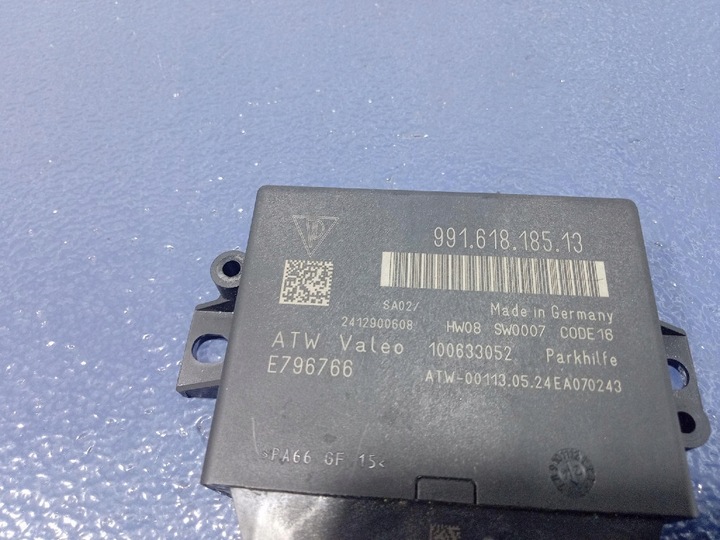 991.618.185.13
SA02/
Made in Germany
2412900608
HW08 SW0007 CODE16
ATW Valeo 100633052 Parkhilfe
E796766
ATW-00113.05.24EA070243
>PA66 GF 15<